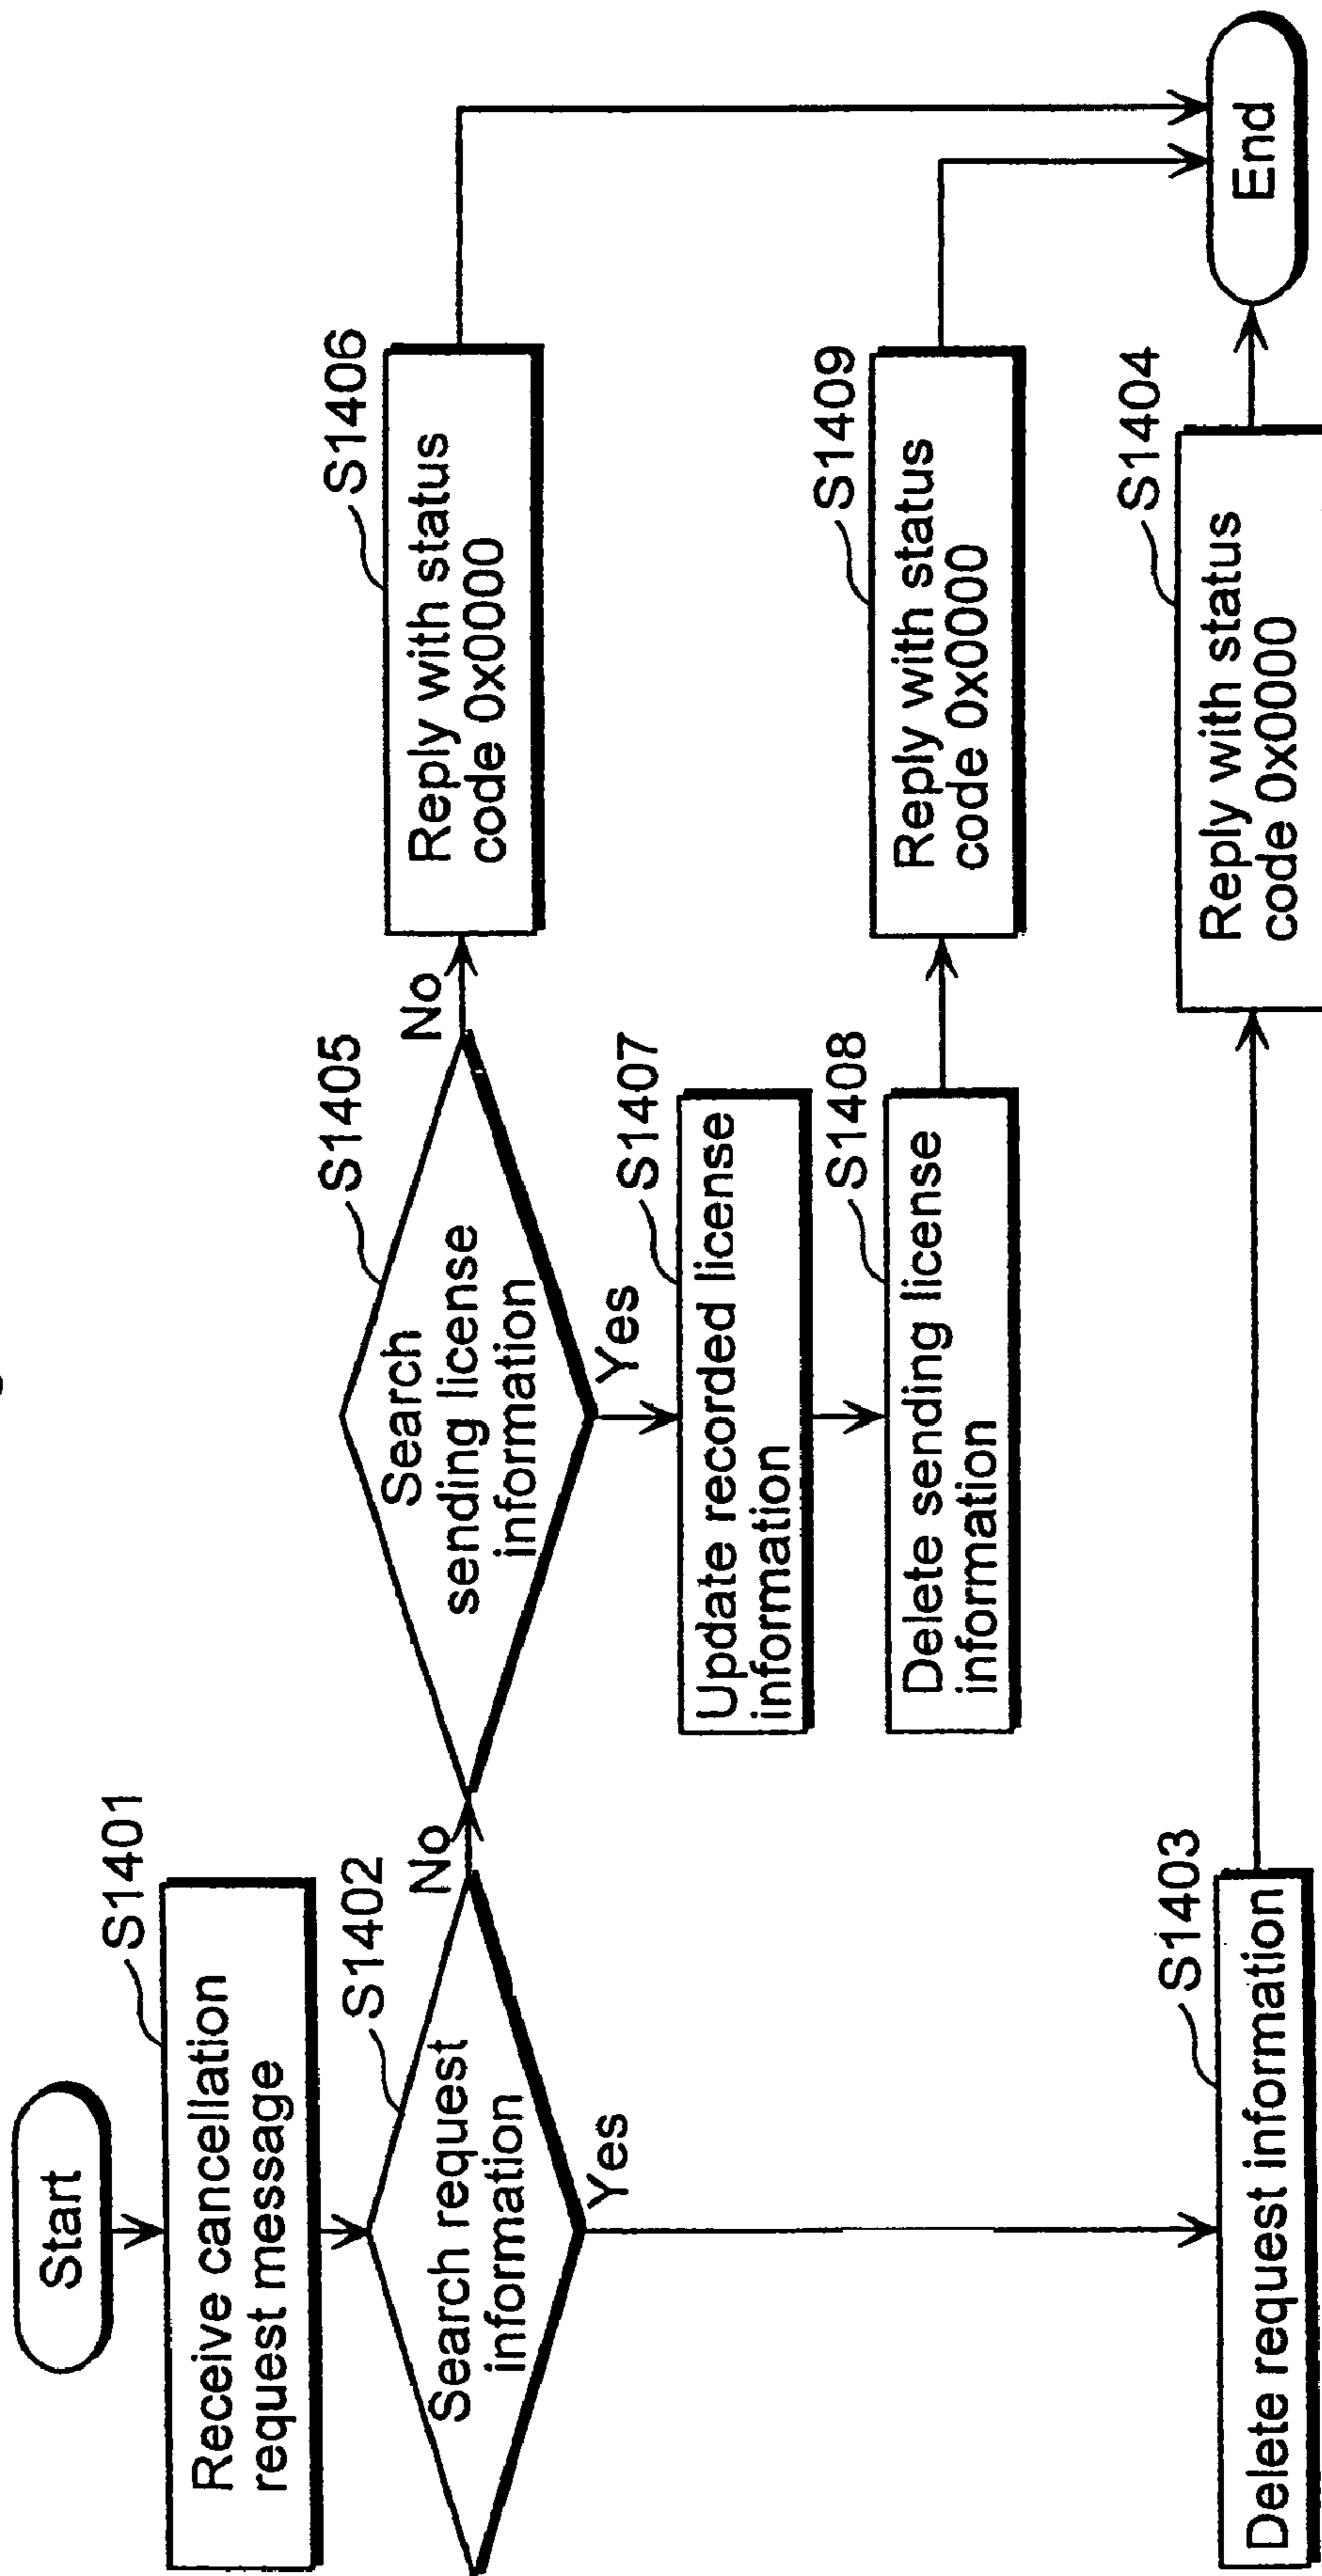 Start
S1401
Receive cancellation
request message
S1402
Search request
information
No
Yes
S1405
Search
sending license
information
No
Yes
S1406
Reply with status
code 0x0000
S1407
Update recorded license
information
S1408
Delete sending license
information
S1409
Reply with status
code 0x0000
S1403
Delete request information
S1404
Reply with status
code 0x0000
End